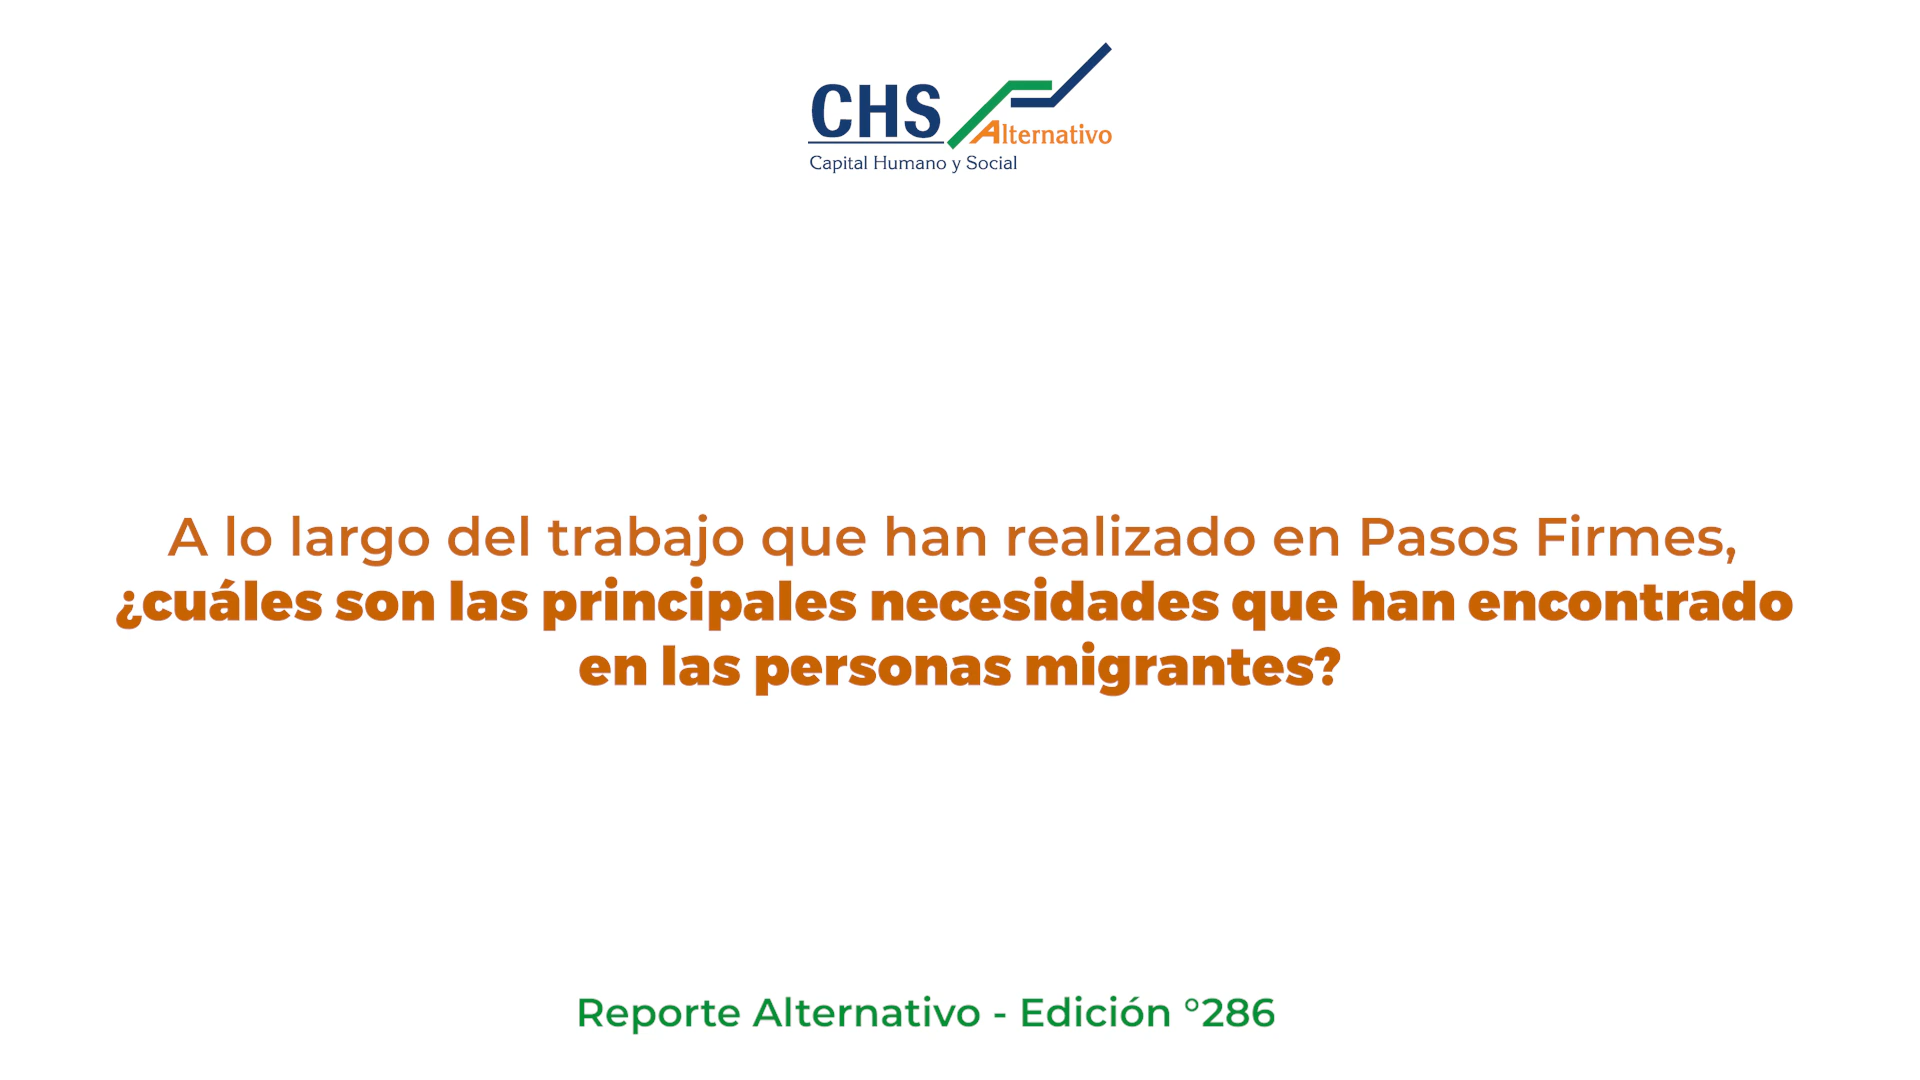 CHS
Alternativo
Capital Humano y Social
A lo largo del trabajo que han realizado en Pasos Firmes,
¿cuáles son las principales necesidades que han encontrado
en las personas migrantes?
Reporte Alternativo - Edición °286